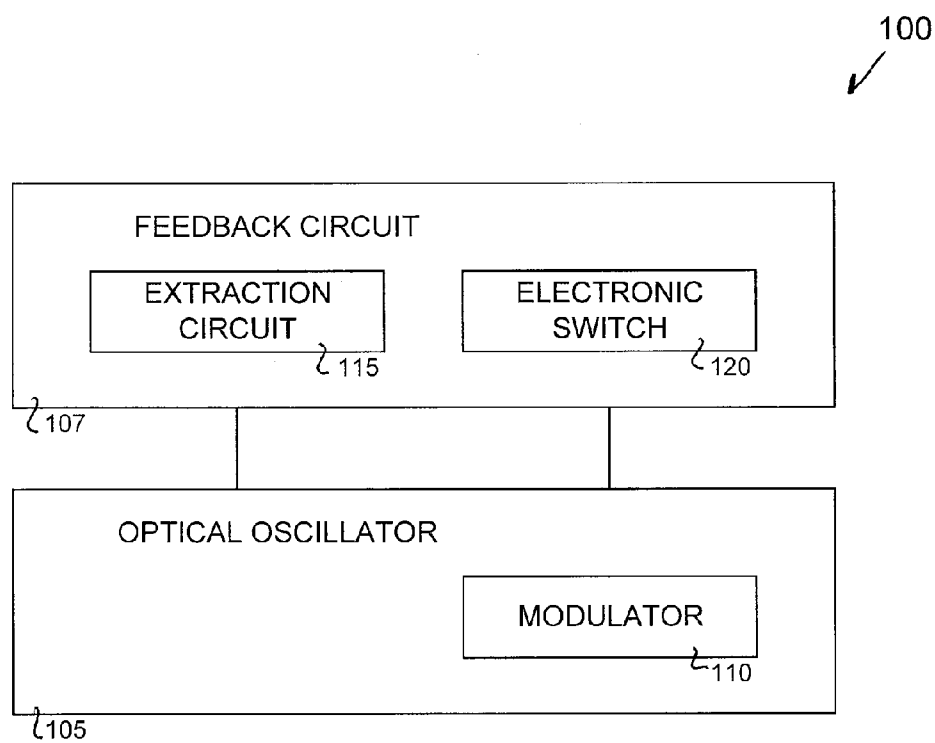 100
FEEDBACK CIRCUIT
EXTRACTION
CIRCUIT
115
ELECTRONIC
SWITCH
120
107
OPTICAL OSCILLATOR
MODULATOR
110
105